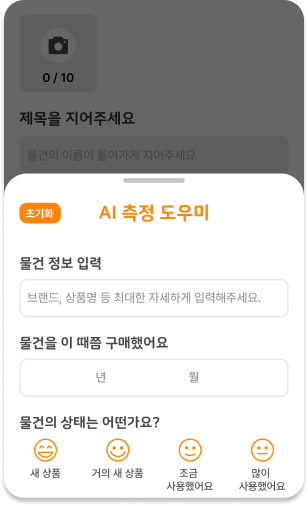 0 / 10
제목을 지어주세요
물건의 이름이 들어가게 지어주세요
초기화
AI 측정 도우미
물건 정보 입력
브랜드, 상품명 등 최대한 자세하게 입력해주세요.
물건을 이 때쯤 구매했어요
년 월
물건의 상태는 어떤가요?
새 상품 거의 새 상품 조금 많이
사용했어요 사용했어요